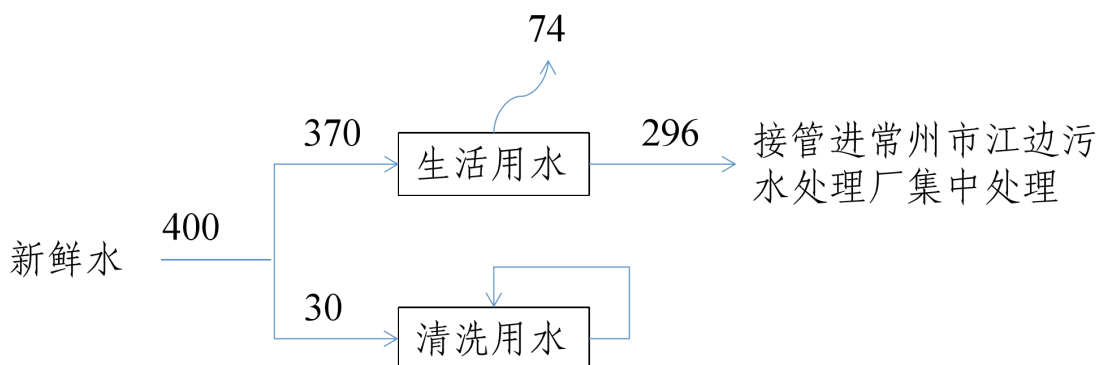 74
370
生活用水
296
接管进常州市江边污
水处理厂集中处理
400
新鲜水
30
清洗用水